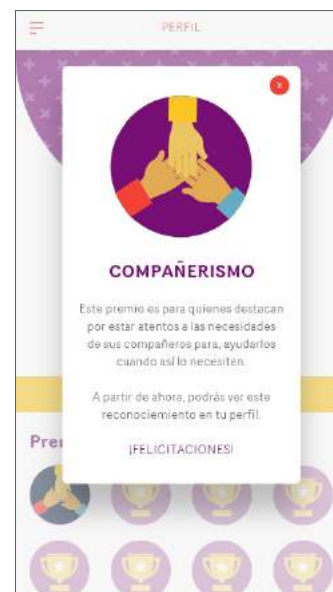 PERFIL
x
COMPAÑERISMO
Este premio es para quienes destacan
por estar atentos a las necesidades
de sus compañeros para, ayudarlos
cuando así lo necesiten.
A partir de ahora, podrás ver este
reconociemiento en tu perfil.
¡FELICITACIONES!
Pre